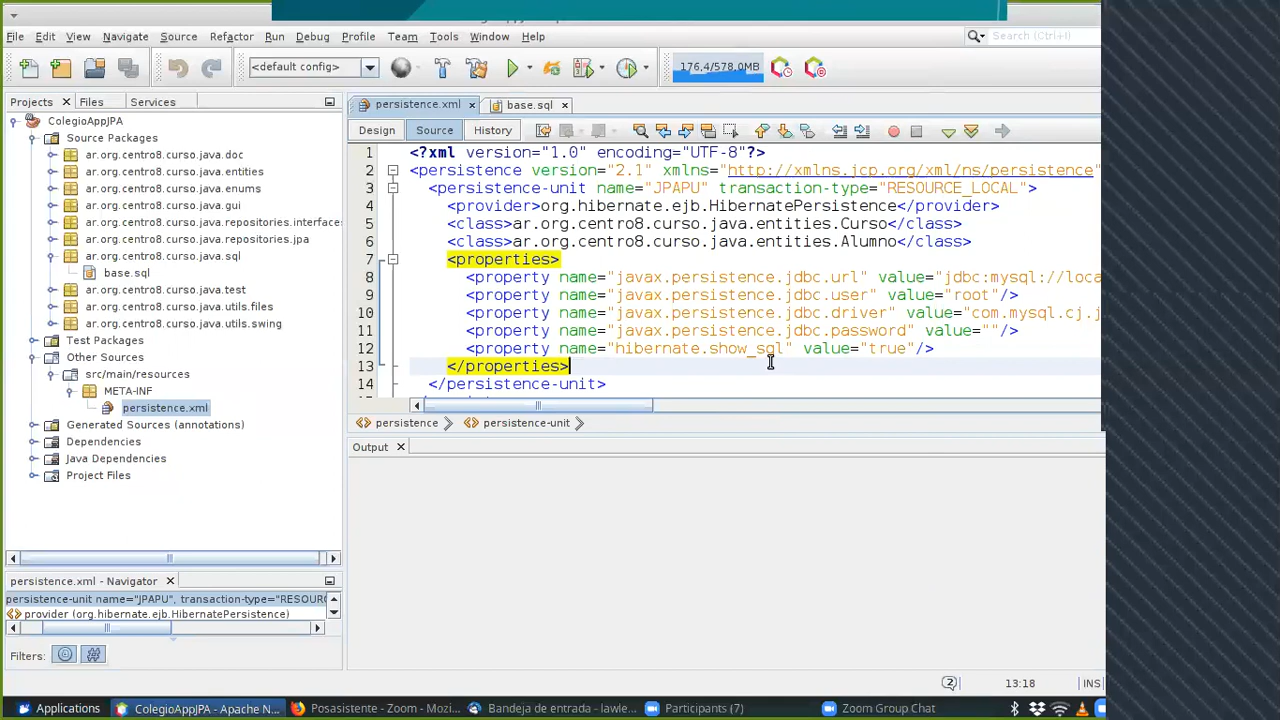 File Edit View Navigate Source Refactor Run Debug Profile Team Tools Window Help Search (Ctrl+I)
<default config> 176,4/578,0MB
Projects Files Services
persistence.xml base.sql
Design Source History
ColegioAppJPA
Source Packages
ar.org.centro8.curso.java.doc
ar.org.centro8.curso.java.entities
ar.org.centro8.curso.java.enums
ar.org.centro8.curso.java.gui
ar.org.centro8.curso.java.repositories.interfaces
ar.org.centro8.curso.java.repositories.jpa
ar.org.centro8.curso.java.sql
base.sql
ar.org.centro8.curso.java.test
ar.org.centro8.curso.java.utils.files
ar.org.centro8.curso.java.utils.swing
Test Packages
Other Sources
src/main/resources
META-INF
persistence.xml
Generated Sources (annotations)
Dependencies
Java Dependencies
Project Files
1 <?xml version="1.0" encoding="UTF-8"?>
2 <persistence version="2.1" xmlns="http://xmlns.jcp.org/xml/ns/persistence"
3 <persistence-unit name="JPAPU" transaction-type="RESOURCE_LOCAL">
4 <provider>org.hibernate.ejb.HibernatePersistence</provider>
5 <class>ar.org.centro8.curso.java.entities.Curso</class>
6 <class>ar.org.centro8.curso.java.entities.Alumno</class>
7 <properties>
8 <property name="javax.persistence.jdbc.url" value="jdbc:mysql://loca
9 <property name="javax.persistence.jdbc.user" value="root"/>
10 <property name="javax.persistence.jdbc.driver" value="com.mysql.cj.j
11 <property name="javax.persistence.jdbc.password" value=""/>
12 <property name="hibernate.show_sql" value="true"/>
13 </properties>
14 </persistence-unit>
persistence persistence-unit
Output
persistence.xml - Navigator
persistence-unit name="JPAPU", transaction-type="RESOUR
provider (org.hibernate.ejb.HibernatePersistence)
Filters:
2 13:18 INS
Applications ColegioAppJPA - Apache N... Posasistente - Zoom - Mozi... Bandeja de entrada - lawle... Participants (7) Zoom Group Chat